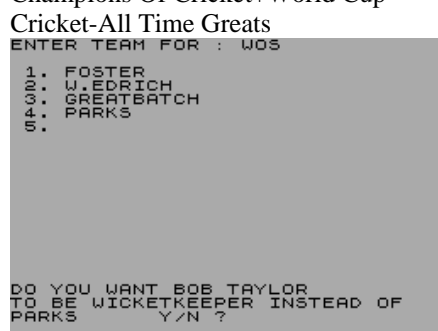 Champions Of Cricket+World Cup
Cricket-All Time Greats
ENTER TEAM FOR : WOS
1. FOSTER
2. W.EDRICH
3. GREATBATCH
4. PARKS
5.
DO YOU WANT BOB TAYLOR
TO BE WICKETKEEPER INSTEAD OF
PARKS Y/N ?